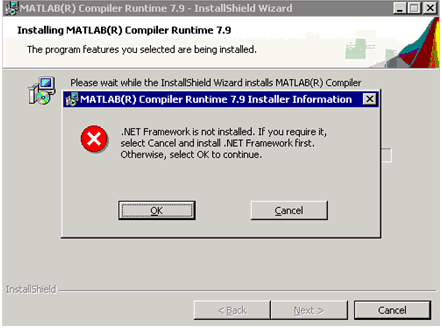 MATLAB(R) Compiler Runtime 7.9 - InstallShield Wizard
Installing MATLAB(R) Compiler Runtime 7.9
The program features you selected are being installed.
Please wait while the InstallShield Wizard installs MATLAB(R) Compiler
MATLAB(R) Compiler Runtime 7.9 Installer Information
.NET Framework is not installed. If you require it,
select Cancel and install .NET Framework first.
Otherwise, select OK to continue.
OK Cancel
InstallShield
< Back Next > Cancel